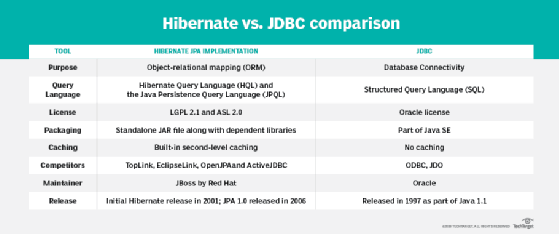 Hibernate vs. JDBC comparison
TOOL HIBERNATE JPA IMPLEMENTATION JDBC
Purpose Object-relational mapping (ORM) Database Connectivity
Query Language Hibernate Query Language (HQL) and the Java Persistence Query Language (JPQL) Structured Query Language (SQL)
License LGPL 2.1 and ASL 2.0 Oracle license
Packaging Standalone JAR file along with dependent libraries Part of Java SE
Caching Built-in second-level caching No caching
Competitors TopLink, EclipseLink, OpenJPAand ActiveJDBC ODBC, JDO
Maintainer JBoss by Red Hat Oracle
Release Initial Hibernate release in 2001; JPA 1.0 released in 2006 Released in 1997 as part of Java 1.1
ALL RIGHTS RESERVED TechTarget